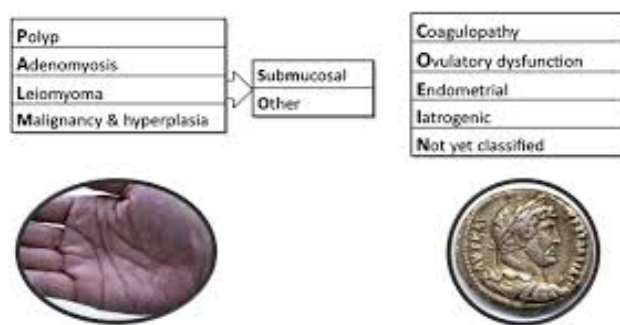 Polyp
Adenomyosis
Leiomyoma
Malignancy & hyperplasia
Submucosal
Other
Coagulopathy
Ovulatory dysfunction
Endometrial
Iatrogenic
Not yet classified